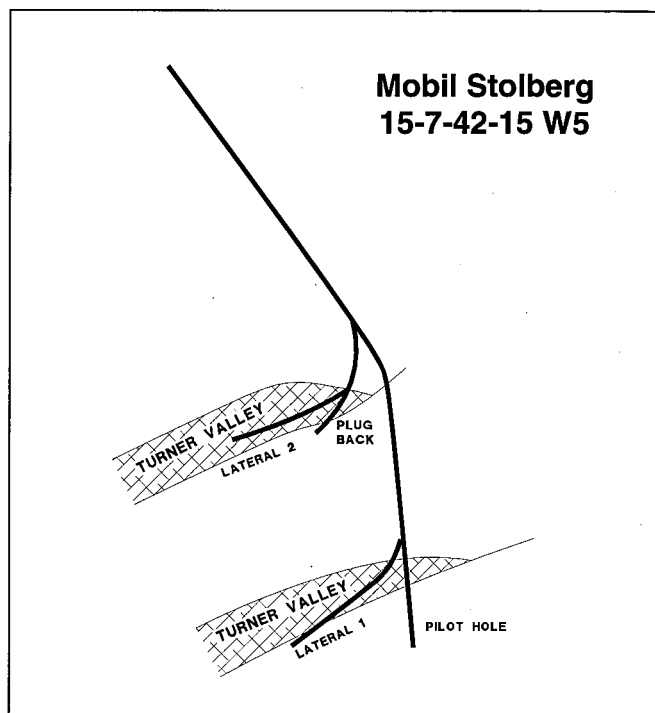 Mobil Stolberg
15-7-42-15 W5
TURNER VALLEY
PLUG
BACK
LATERAL 2
TURNER VALLEY
LATERAL 1
PILOT HOLE